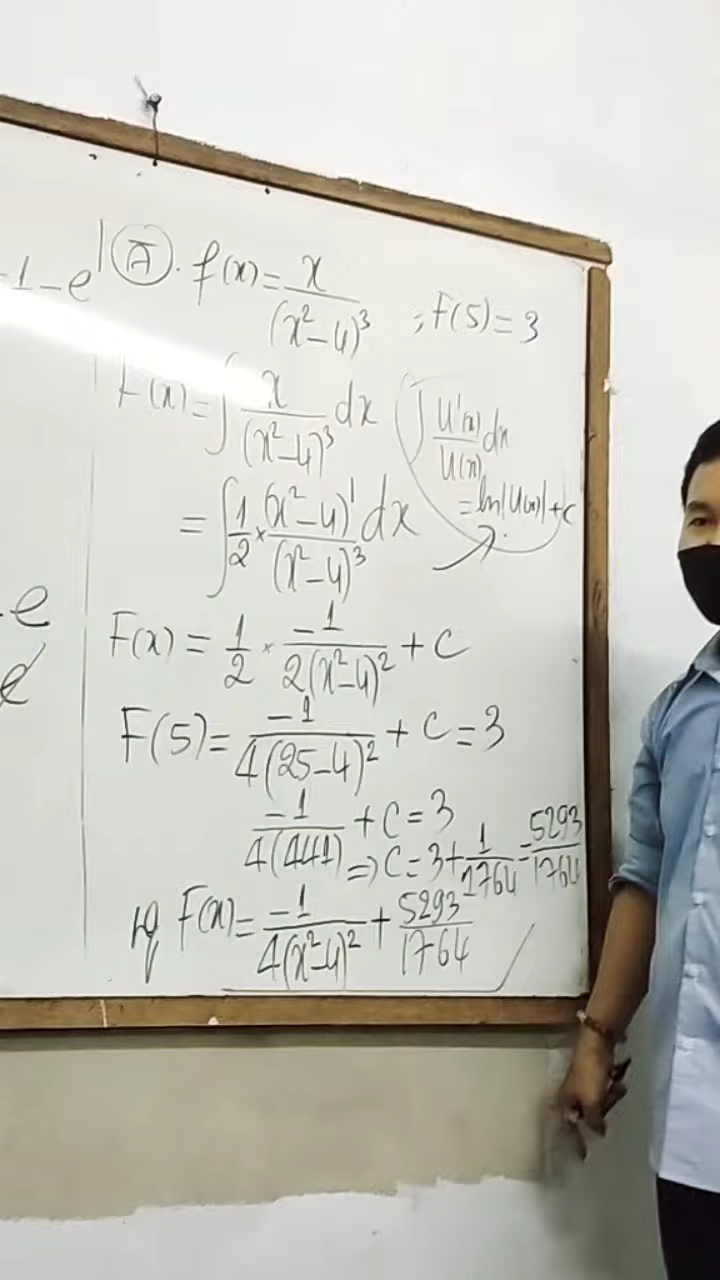 -1-e
A. f(x)=x/(x²-4)³ ; F(5)=3
F(x)=∫x/(x²-4)³ dx
∫U'(x)/U(x) dx
=ln|U(x)|+c
=∫1/2×(x²-4)'/(x²-4)³ dx
e
F(x)=1/2×-1/2(x²-4)²+c
F(5)=-1/4(25-4)²+c=3
-1/4(441)+c=3
⇒c=3+1/1764=5293/1764
F(x)=-1/4(x²-4)²+5293/1764